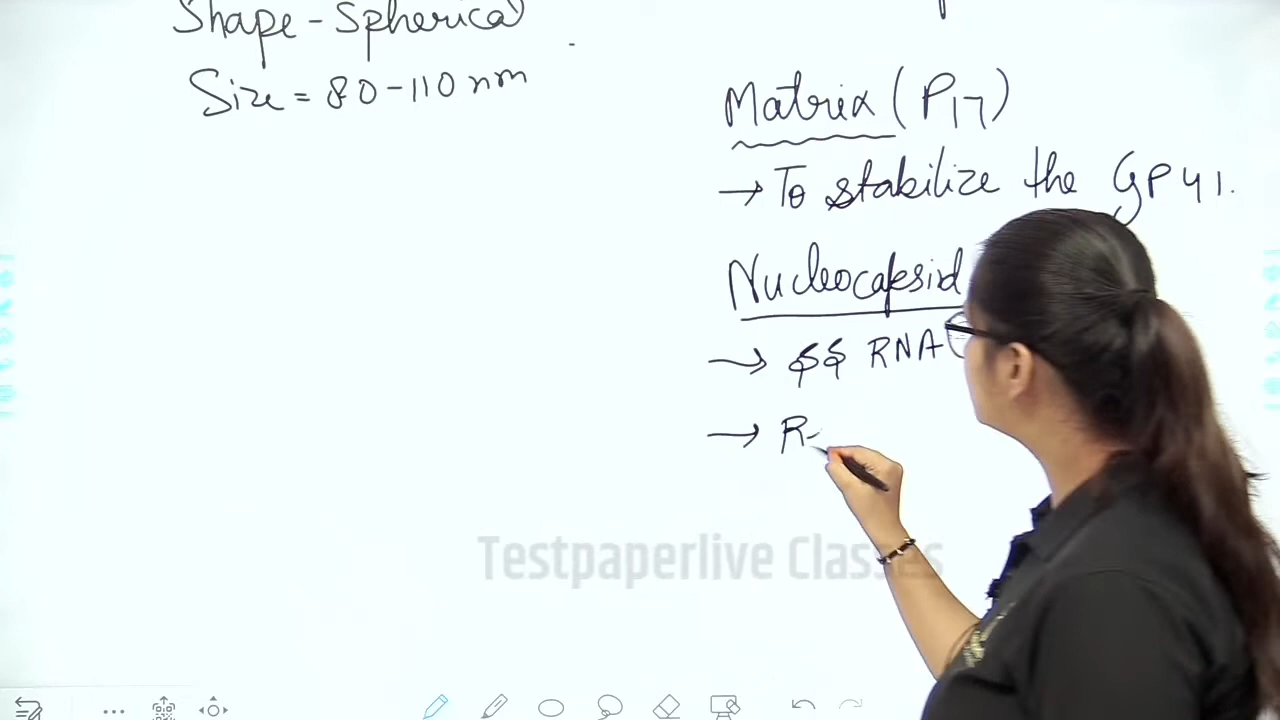 Shape - Spherical
Size = 80-110 nm
Matrix (P17)
→ To stabilize the GP41.
Nucleocapsid
→ SS RNA
→ R
Testpaperlive Classes